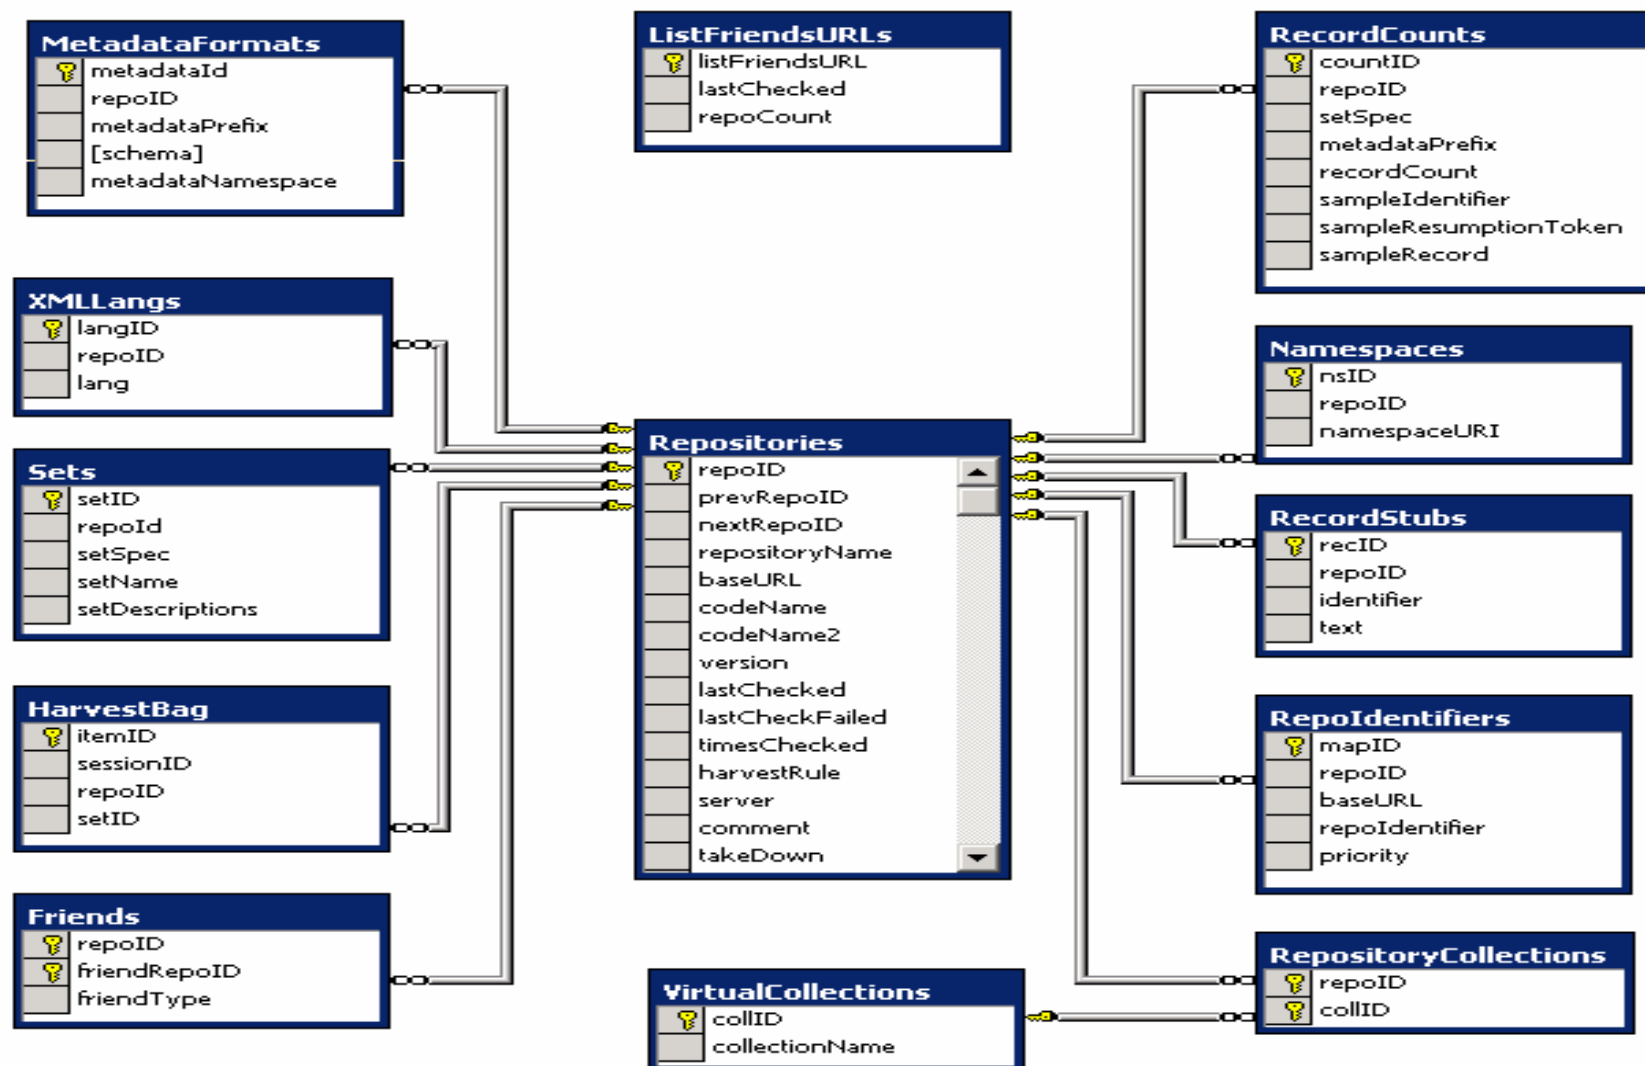 MetadataFormats
metadataId
repoID
metadataPrefix
[schema]
metadataNamespace
ListFriendsURLs
listFriendsURL
lastChecked
repoCount
RecordCounts
countID
repoID
setSpec
metadataPrefix
recordCount
sampleIdentifier
sampleResumptionToken
sampleRecord
XMLLangs
langID
repoID
lang
Namespaces
nsID
repoID
namespaceURI
Sets
setID
repoId
setSpec
setName
setDescriptions
Repositories
repoID
prevRepoID
nextRepoID
repositoryName
baseURL
codeName
codeName2
version
lastChecked
lastCheckFailed
timesChecked
harvestRule
server
comment
takeDown
RecordStubs
recID
repoID
identifier
text
HarvestBag
itemID
sessionID
repoID
setID
RepoIdentifiers
mapID
repoID
baseURL
repoIdentifier
priority
Friends
repoID
friendRepoID
friendType
VirtualCollections
collID
collectionName
RepositoryCollections
repoID
collID